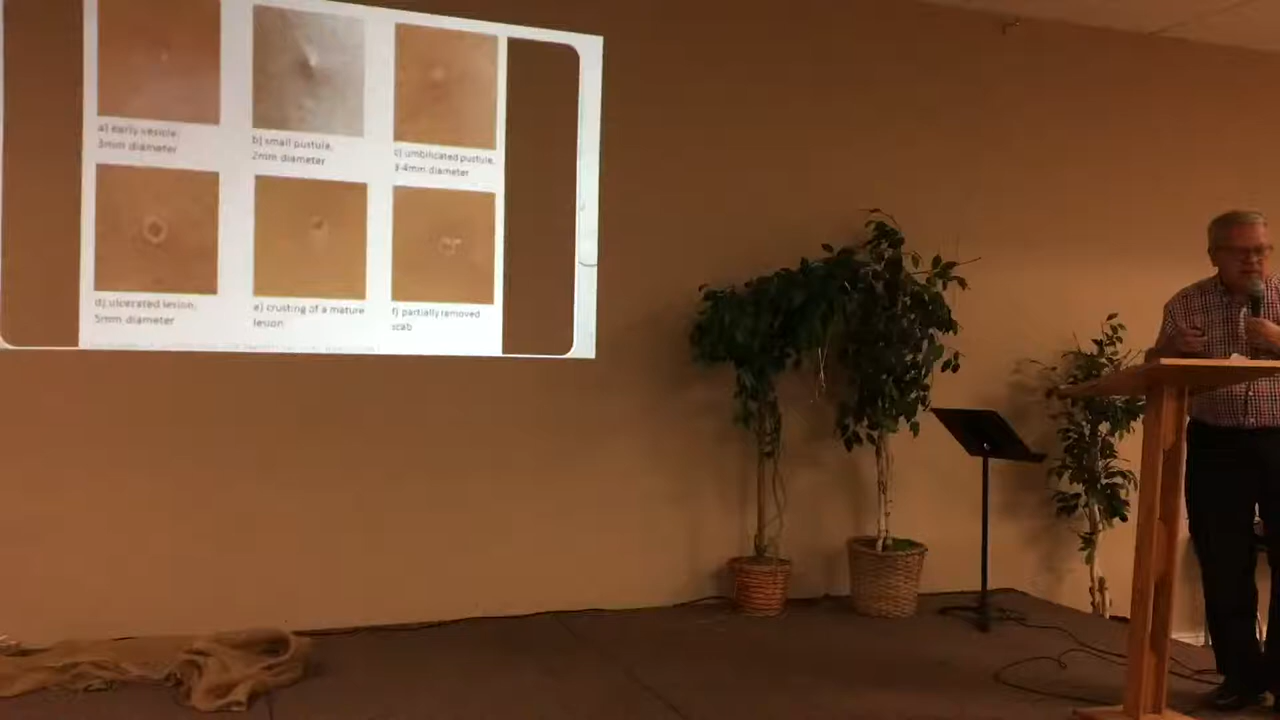 a) early vesicle,
3mm diameter
b) small pustule,
2mm diameter
c) umbilicated pustule,
3-4mm diameter
d) ulcerated lesion,
5mm diameter
e) crusting of a mature
lesion
f) partially removed
scab